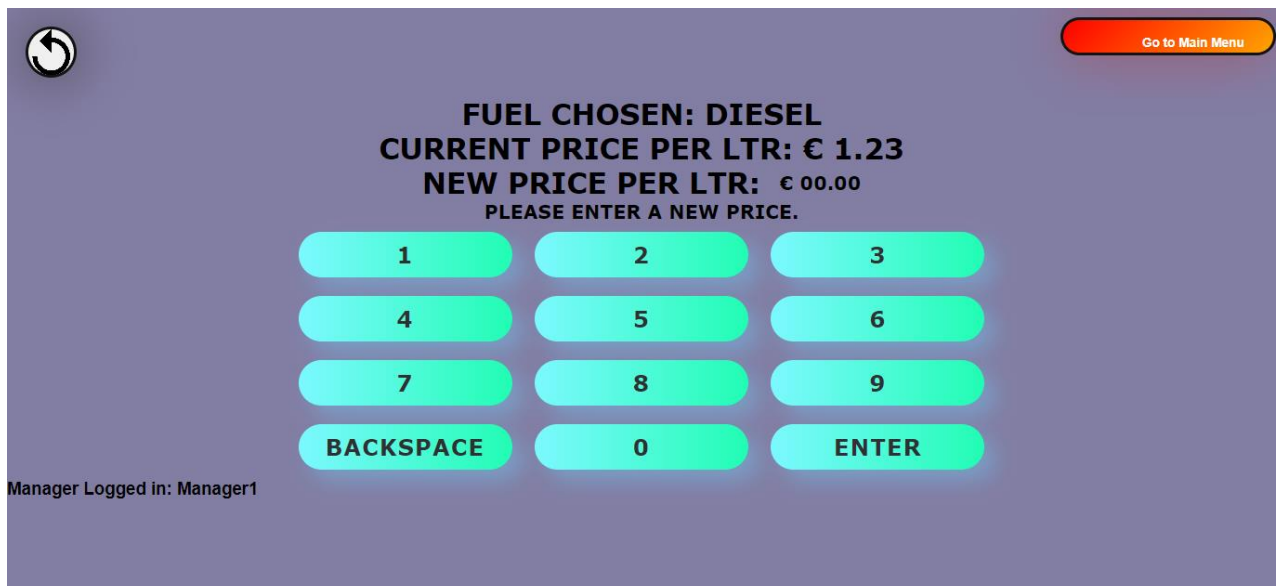 Go to Main Menu
FUEL CHOSEN: DIESEL
CURRENT PRICE PER LTR: € 1.23
NEW PRICE PER LTR: € 00.00
PLEASE ENTER A NEW PRICE.
1 2 3
4 5 6
7 8 9
BACKSPACE 0 ENTER
Manager Logged in: Manager1